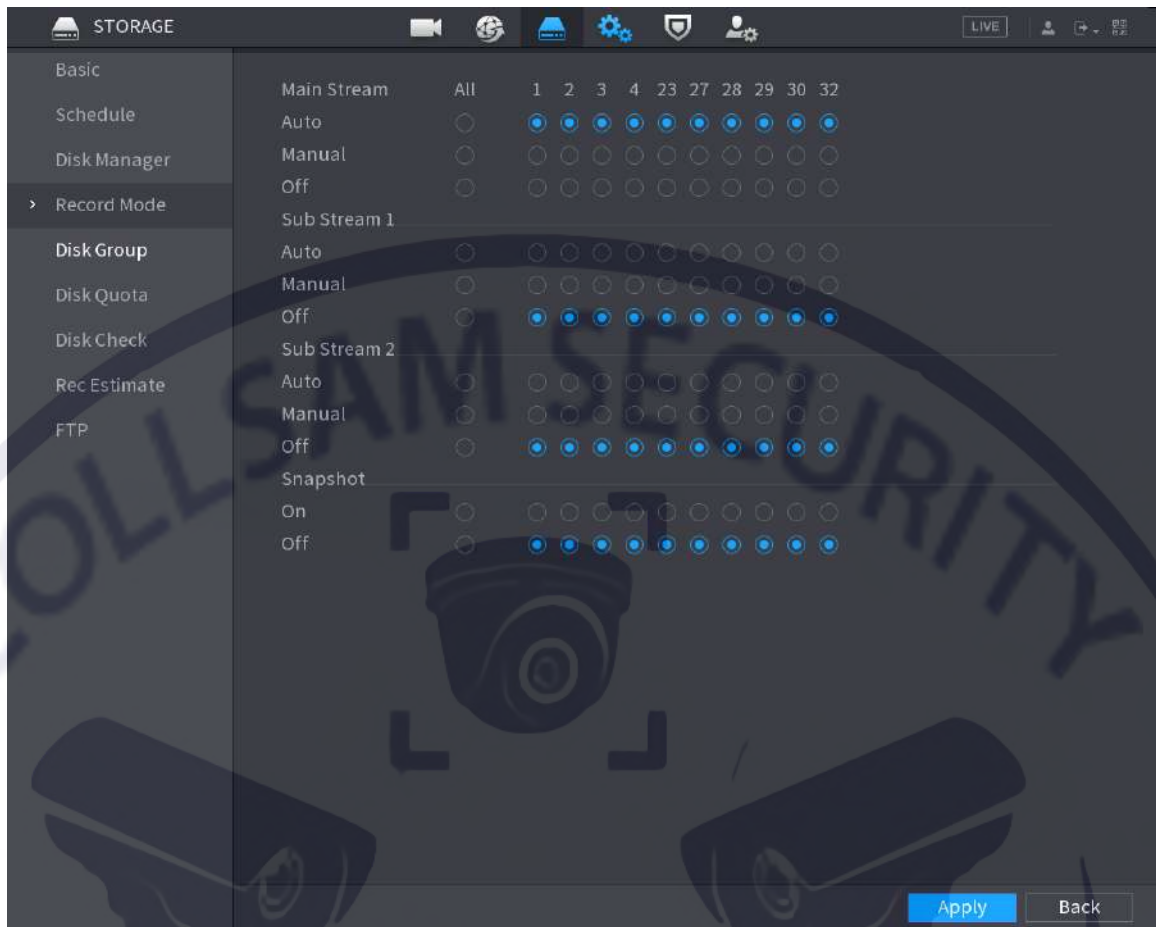 STORAGE
LIVE
Basic
Schedule
Disk Manager
Record Mode
Disk Group
Disk Quota
Disk Check
Rec Estimate
FTP
Main Stream All 1 2 3 4 23 27 28 29 30 32
Auto
Manual
Off
Sub Stream 1
Auto
Manual
Off
Sub Stream 2
Auto
Manual
Off
Snapshot
On
Off
OLLSAM SECURITY
Apply Back